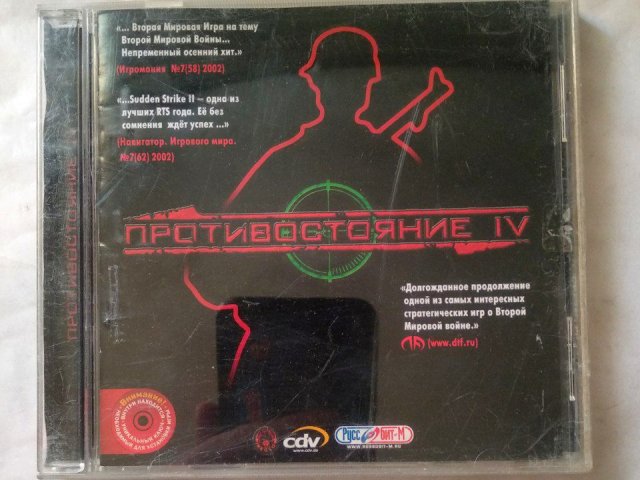 «... Вторая Мировая Игра на тему
Второй Мировой Войны...
Непременный осенний хит.»
(Игромания №7(58) 2002)
«...Sudden Strike II – одна из
лучших RTS года. Её без
сомнения ждёт успех ...»
(Навигатор. Игрового мира.
№7(62) 2002)
ПРОТИВОСТОЯНИЕ
ПРОТИВОСТОЯНИЕ IV
«Долгожданное продолжение
одной из самых интересных
стратегических игр о Второй
Мировой войне.»
(www.dtf.ru)
Внимание!
cdv
www.cdv.de
РУССОБИТ-М
WWW.RUSSOBIT-M.RU